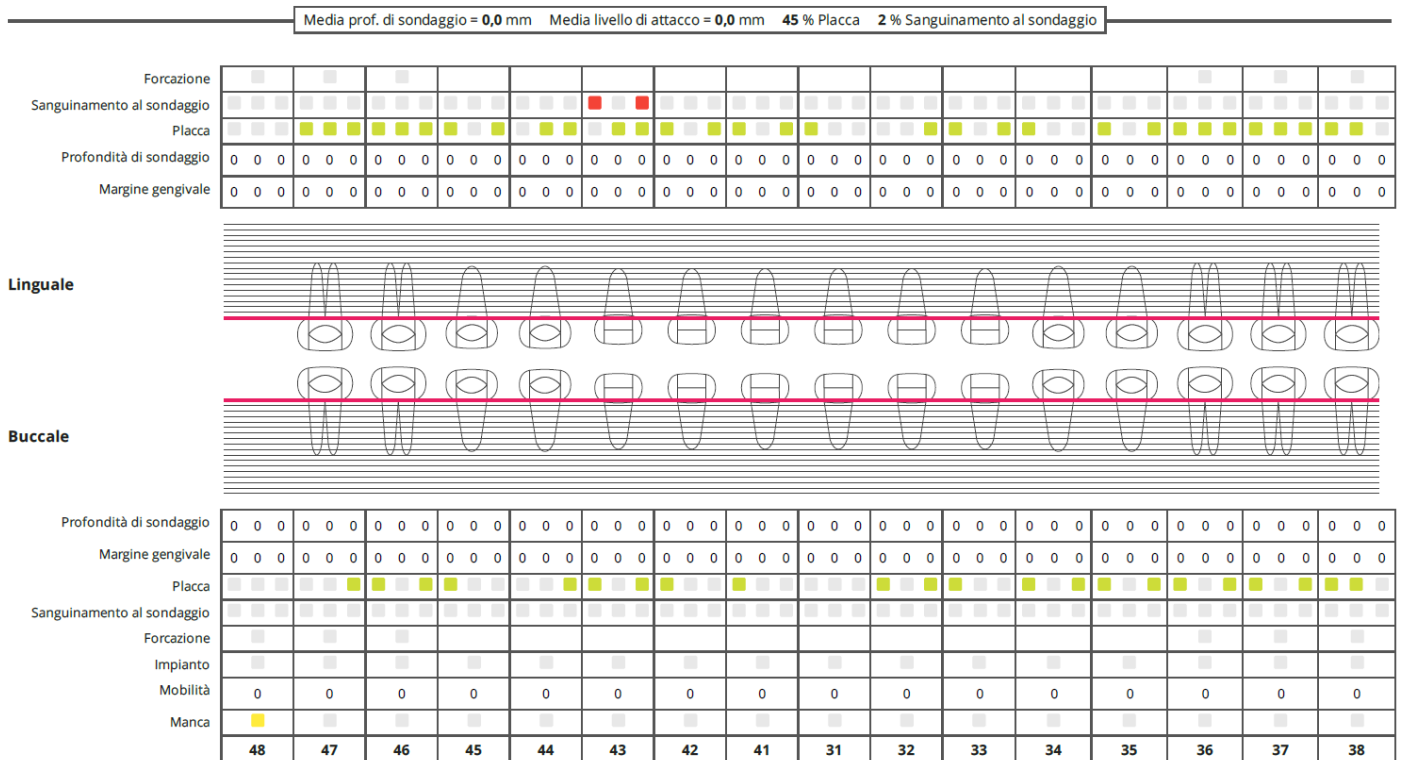 Media prof. di sondaggio = 0,0 mm Media livello di attacco = 0,0 mm 45 % Placca 2 % Sanguinamento al sondaggio
Forcazione
Sanguinamento al sondaggio
Placca
Profondità di sondaggio 0 0 0 0 0 0 0 0 0 0 0 0 0 0 0 0 0 0 0 0 0 0 0 0 0 0 0 0 0 0 0 0 0 0 0 0 0 0 0 0 0 0 0 0 0 0 0 0
Margine gengivale 0 0 0 0 0 0 0 0 0 0 0 0 0 0 0 0 0 0 0 0 0 0 0 0 0 0 0 0 0 0 0 0 0 0 0 0 0 0 0 0 0 0 0 0 0 0 0 0
Linguale
Buccale
Profondità di sondaggio 0 0 0 0 0 0 0 0 0 0 0 0 0 0 0 0 0 0 0 0 0 0 0 0 0 0 0 0 0 0 0 0 0 0 0 0 0 0 0 0 0 0 0 0 0 0 0 0
Margine gengivale 0 0 0 0 0 0 0 0 0 0 0 0 0 0 0 0 0 0 0 0 0 0 0 0 0 0 0 0 0 0 0 0 0 0 0 0 0 0 0 0 0 0 0 0 0 0 0 0
Placca
Sanguinamento al sondaggio
Forcazione
Impianto
Mobilità 0 0 0 0 0 0 0 0 0 0 0 0 0 0 0 0
Manca
48 47 46 45 44 43 42 41 31 32 33 34 35 36 37 38